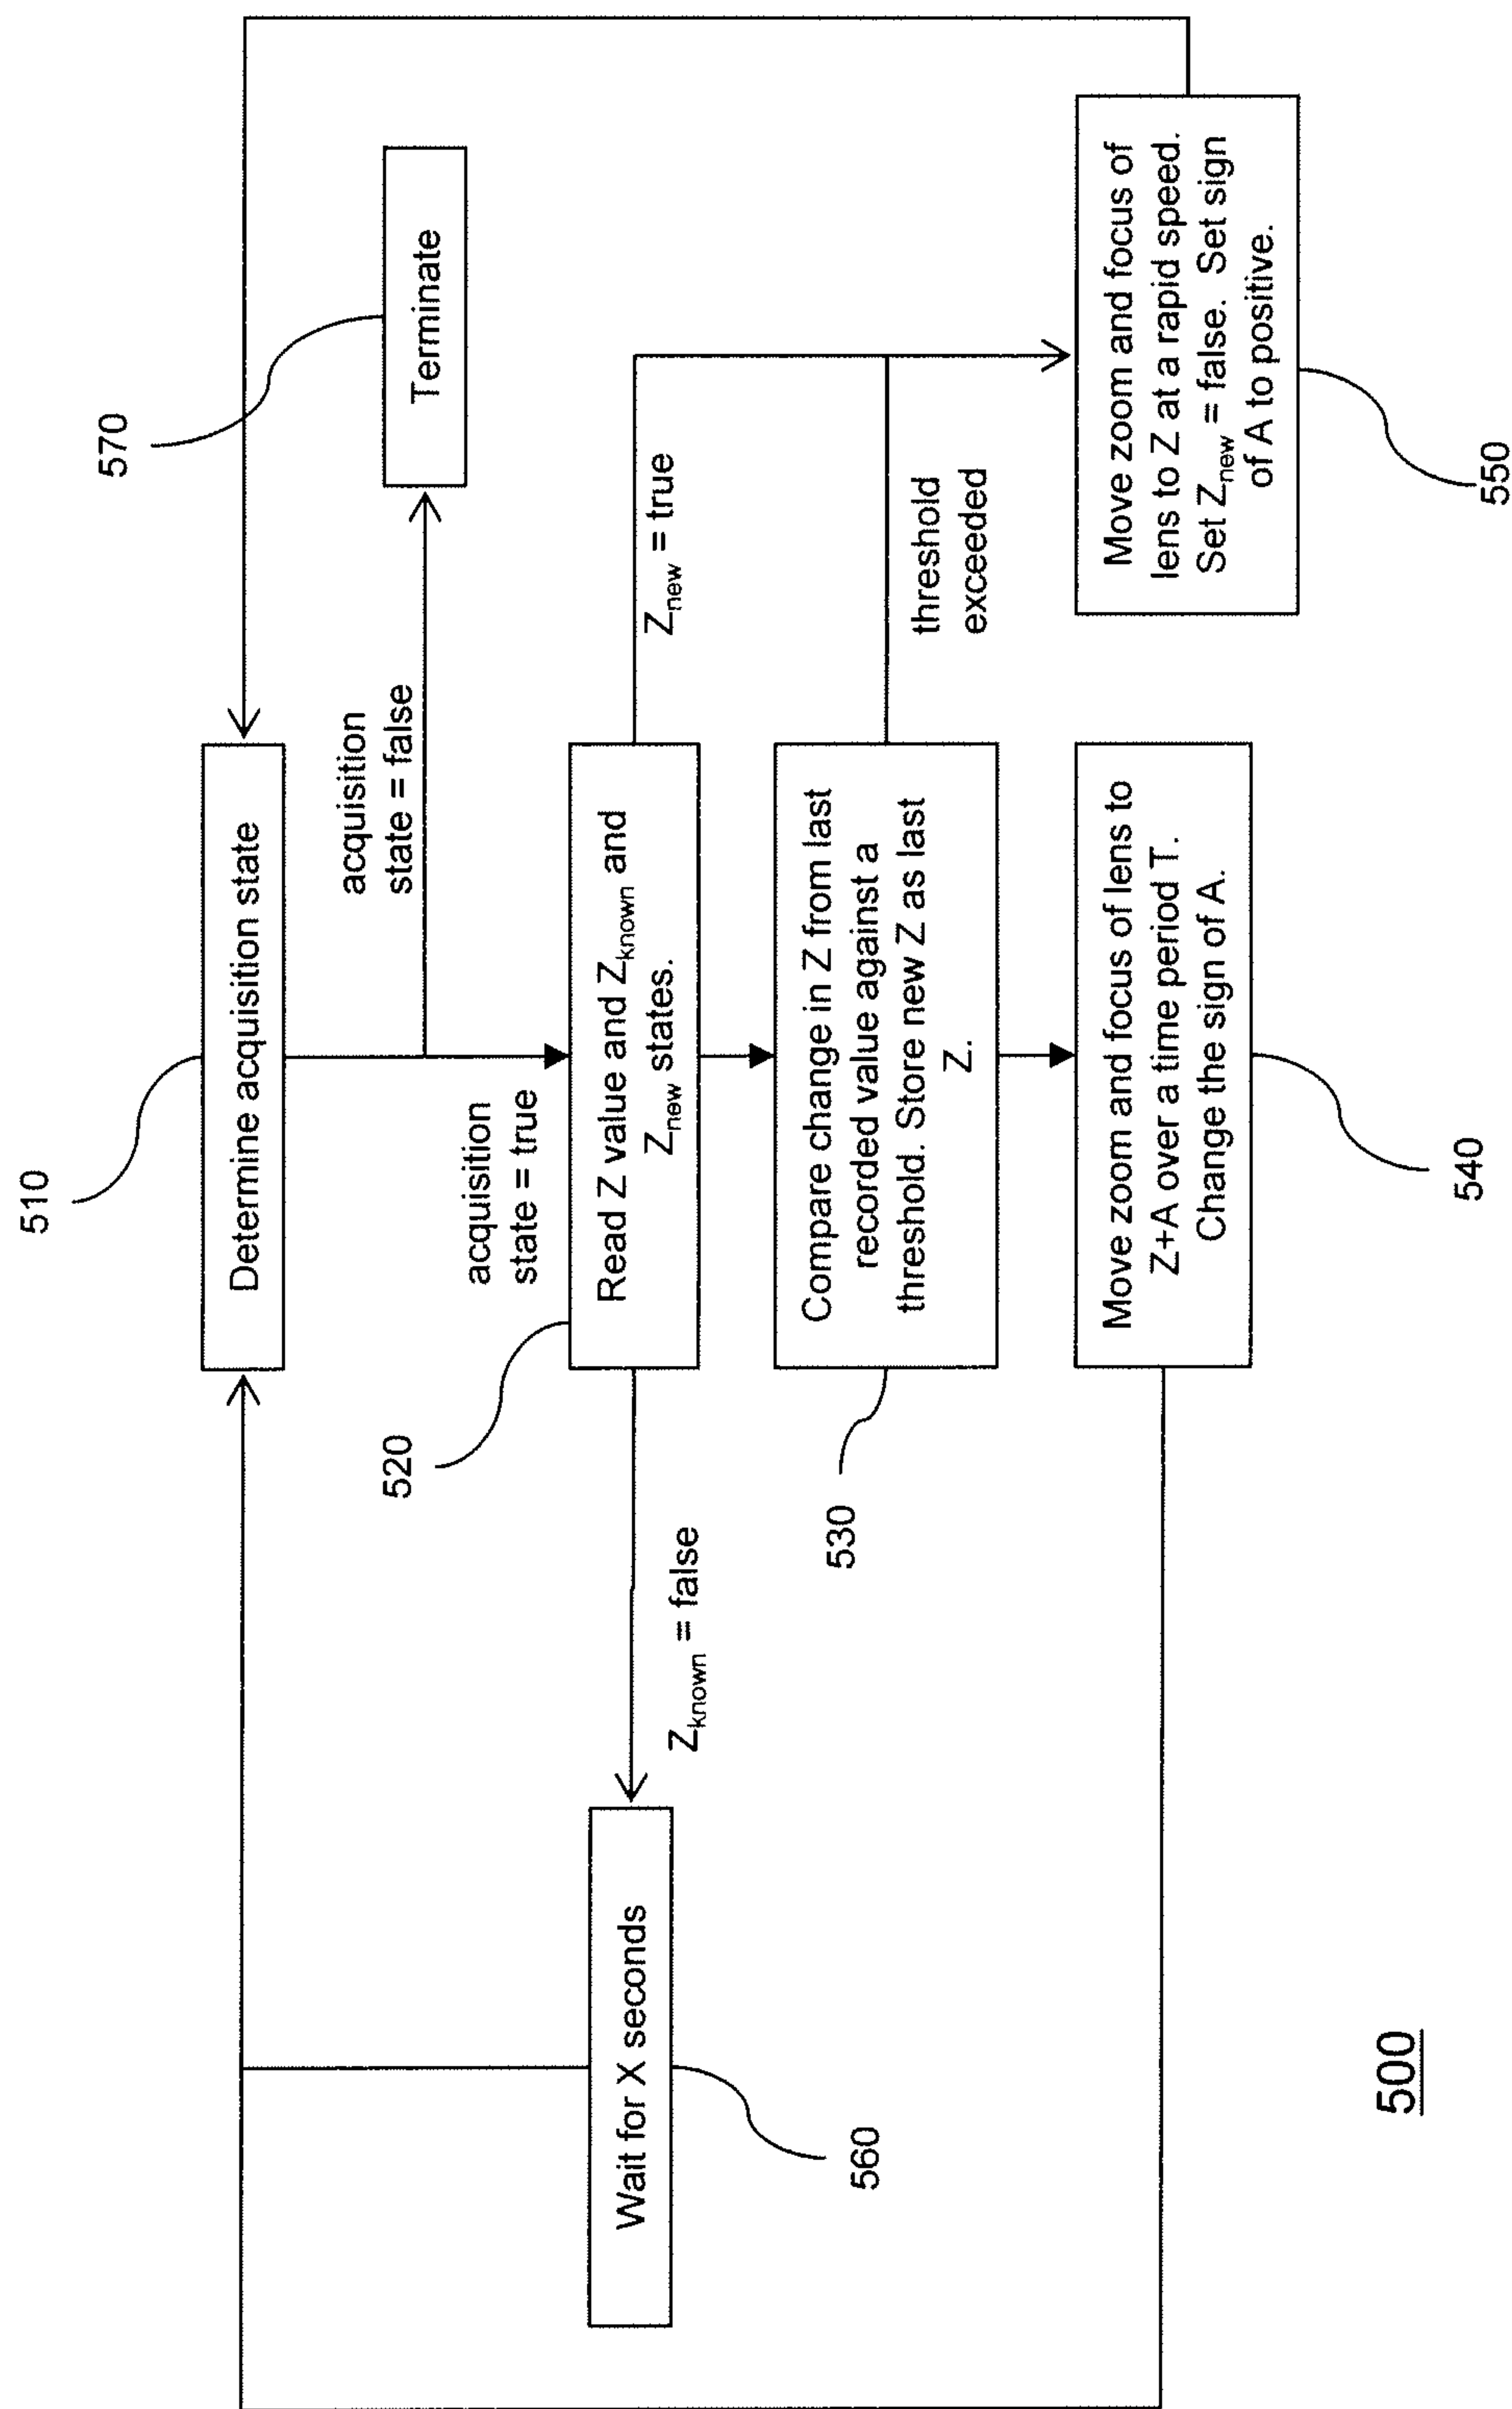 510
Determine acquisition state
acquisition
state = false
570
Terminate
acquisition
state = true
520
Read Z value and Zknown and
Znew states.
Znew = true
Zknown = false
Wait for X seconds
560
530
Compare change in Z from last
recorded value against a
threshold. Store new Z as last
Z.
threshold
exceeded
Move zoom and focus of lens to
Z+A over a time period T.
Change the sign of A.
540
Move zoom and focus of
lens to Z at a rapid speed.
Set Znew = false. Set sign
of A to positive.
550
500